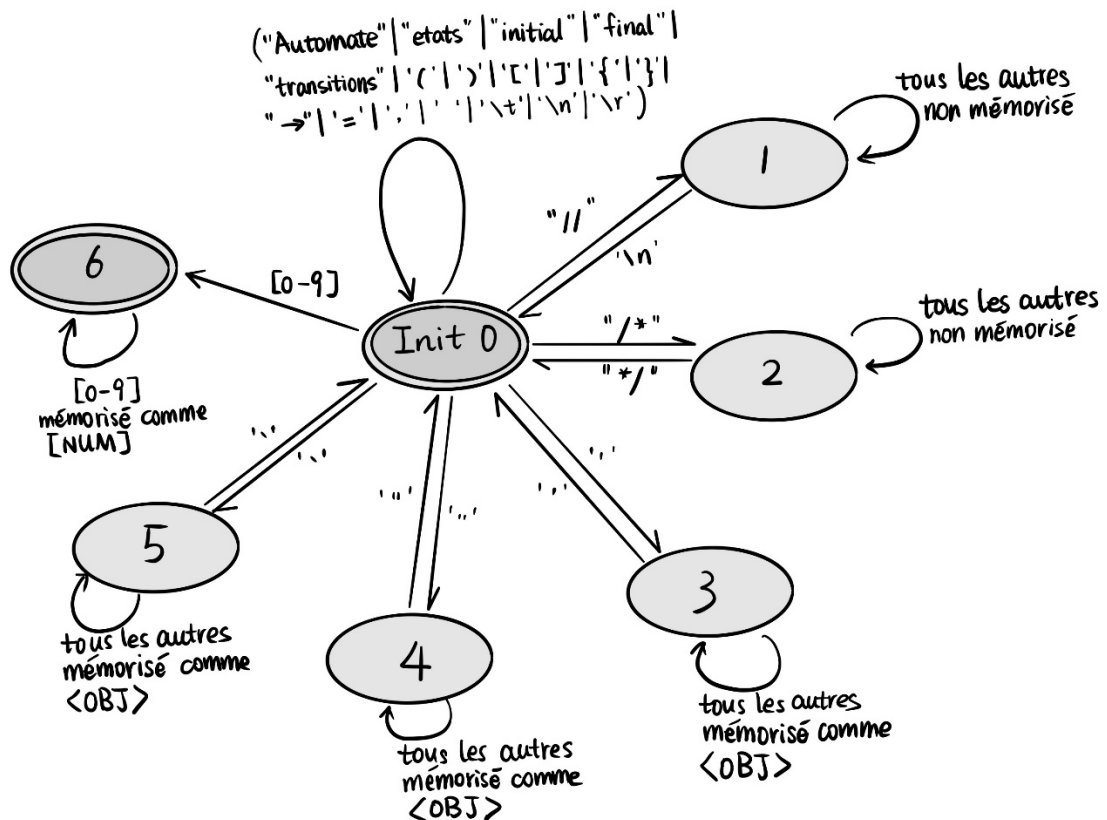 ("Automate"|"etats"|"initial"|"final"|
"transitions"|'('|')'|'['|']'|'{'|'}'|
"→"|'='|','|' '|'\t'|'\n'|'\r')
tous les autres
non mémorisé
1
"//"
'\n'
6
[0-9]
[0-9]
mémorisé comme
[NUM]
Init 0
"/*"
"*/"
tous les autres
non mémorisé
2
'`'
'`'
'"'
'"'
'''
'''
5
tous les autres
mémorisé comme
<OBJ>
4
tous les autres
mémorisé comme
<OBJ>
3
tous les autres
mémorisé comme
<OBJ>